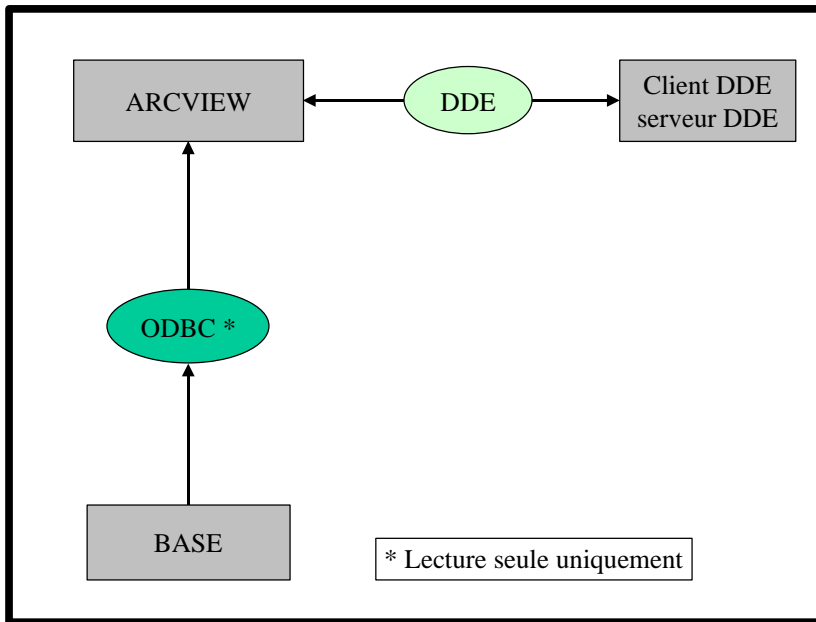 ARCVIEW
DDE
Client DDE
serveur DDE
ODBC *
BASE
* Lecture seule uniquement